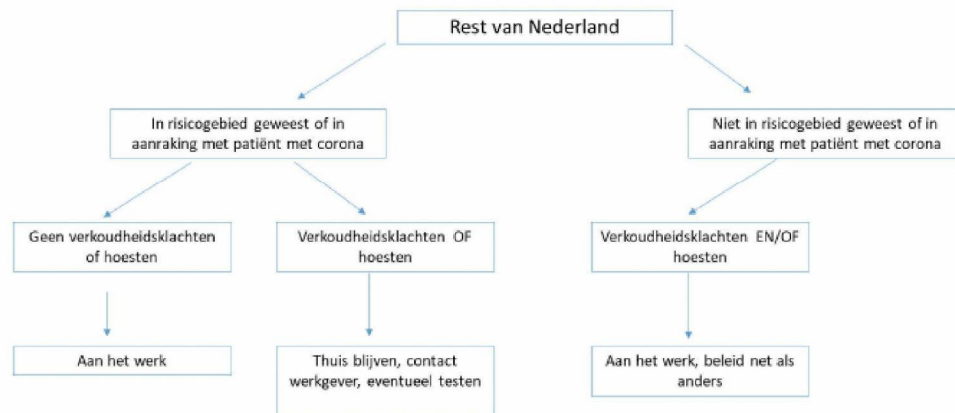 Rest van Nederland
In risicogebied geweest of in
aanraking met patiënt met corona
Niet in risicogebied geweest of in
aanraking met patiënt met corona
Geen verkoudheidsklachten
of hoesten
Verkoudheidsklachten OF
hoesten
Verkoudheidsklachten EN/OF
hoesten
Aan het werk
Thuis blijven, contact
werkgever, eventueel testen
Aan het werk, beleid net als
anders